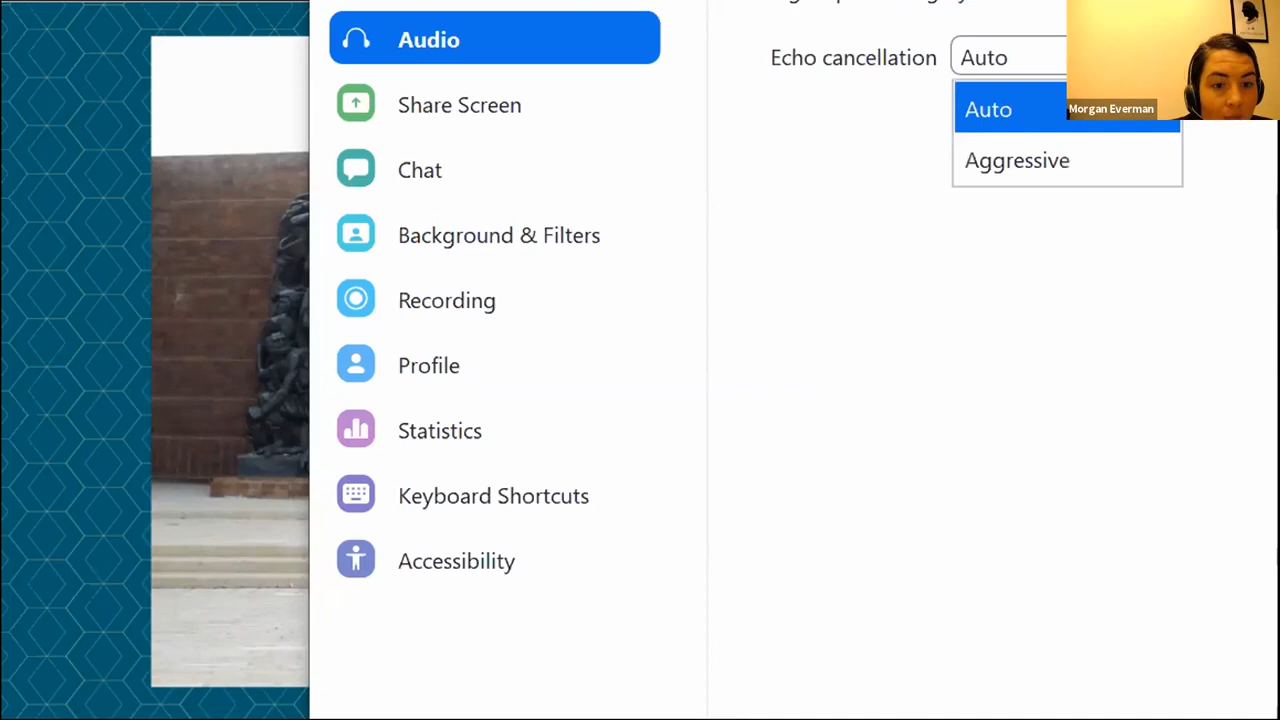 Audio
Share Screen
Chat
Background & Filters
Recording
Profile
Statistics
Keyboard Shortcuts
Accessibility
Echo cancellation
Auto
Auto
Aggressive
Morgan Everman